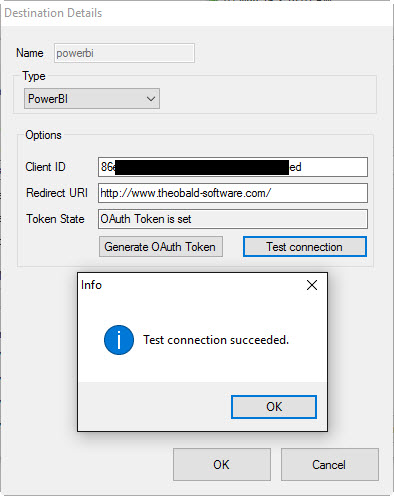 Destination Details
Name powerbi
Type
PowerBI
Options
Client ID 86 ed
Redirect URI http://www.theobald-software.com/
Token State OAuth Token is set
Generate OAuth Token Test connection
Info
Test connection succeeded.
OK
OK Cancel